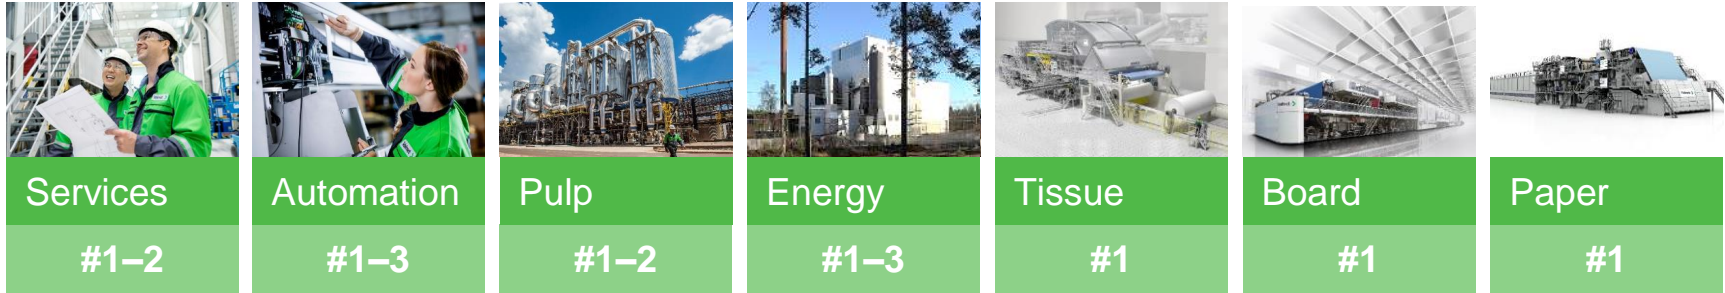 Services
Automation
Pulp
Energy
Tissue
Board
Paper
#1–2
#1–3
#1–2
#1–3
#1
#1
#1